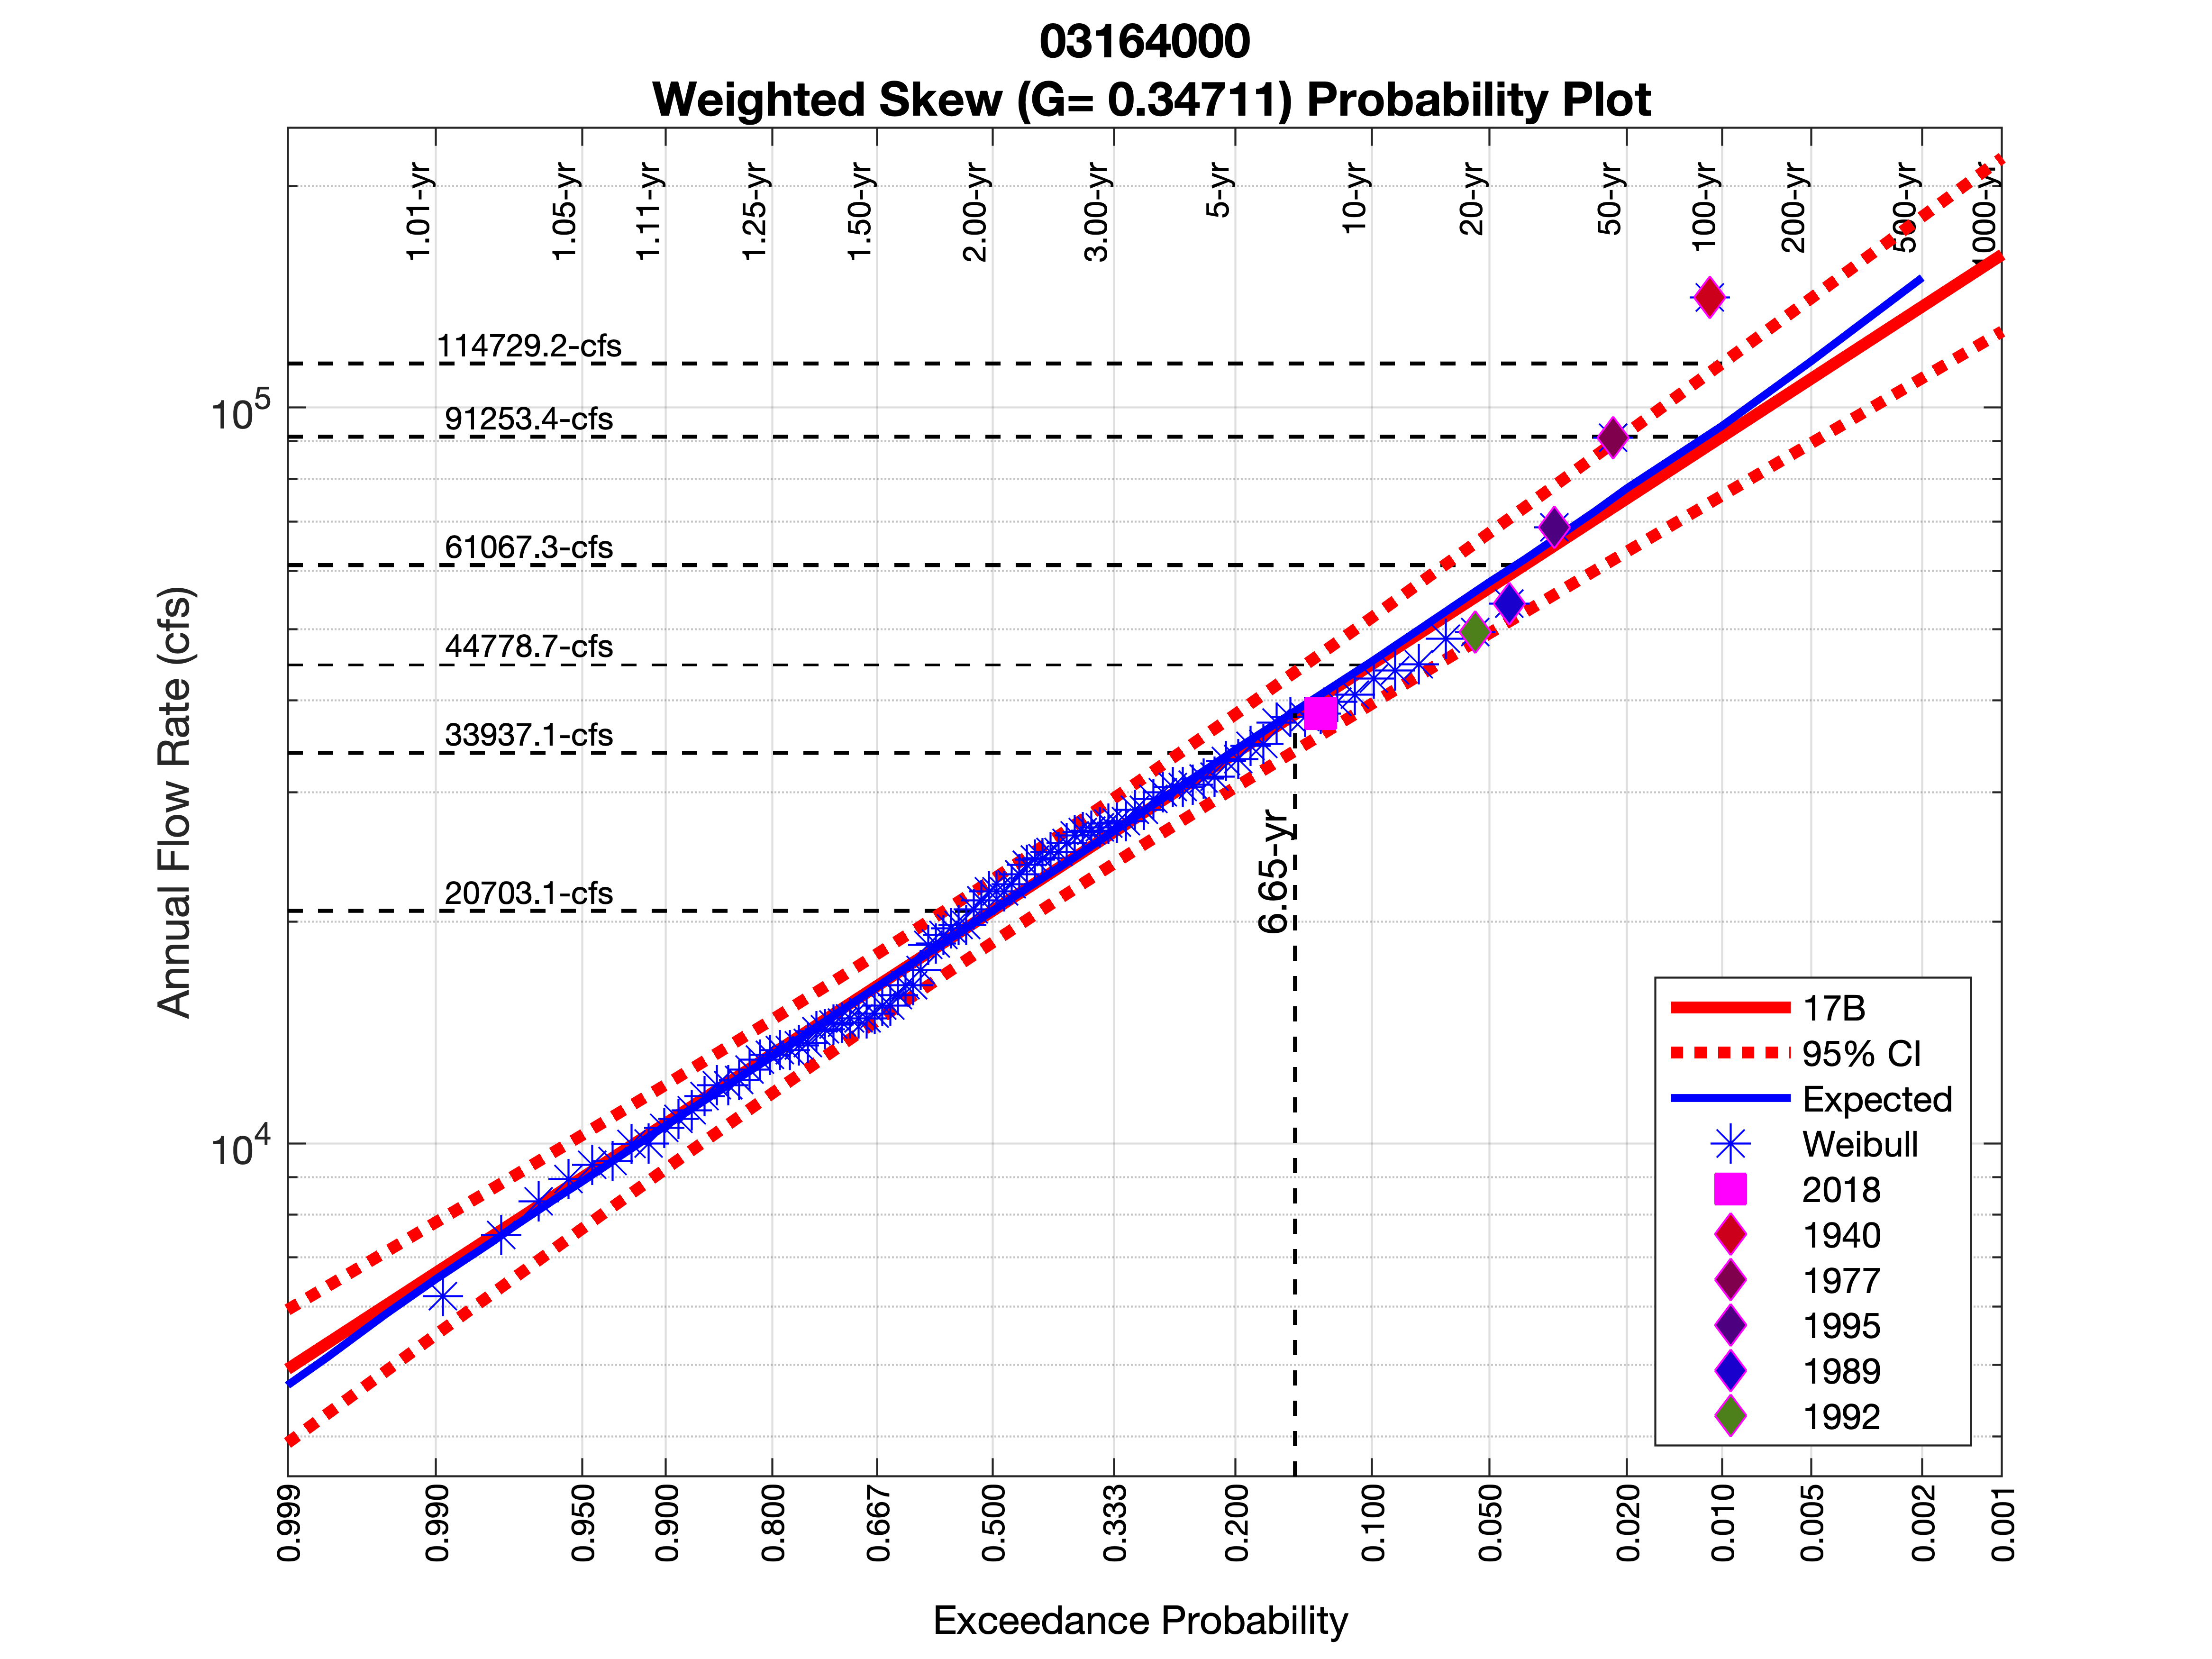 03164000
Weighted Skew (G= 0.34711) Probability Plot
1.01-yr
1.05-yr
1.11-yr
1.25-yr
1.50-yr
2.00-yr
3.00-yr
5-yr
10-yr
20-yr
50-yr
100-yr
200-yr
500-yr
1000-yr
114729.2-cfs
10^5
91253.4-cfs
61067.3-cfs
44778.7-cfs
33937.1-cfs
20703.1-cfs
10^4
6.65-yr
Annual Flow Rate (cfs)
17B
95% CI
Expected
Weibull
2018
1940
1977
1995
1989
1992
0.999
0.990
0.950
0.900
0.800
0.667
0.500
0.333
0.200
0.100
0.050
0.020
0.010
0.005
0.002
0.001
Exceedance Probability